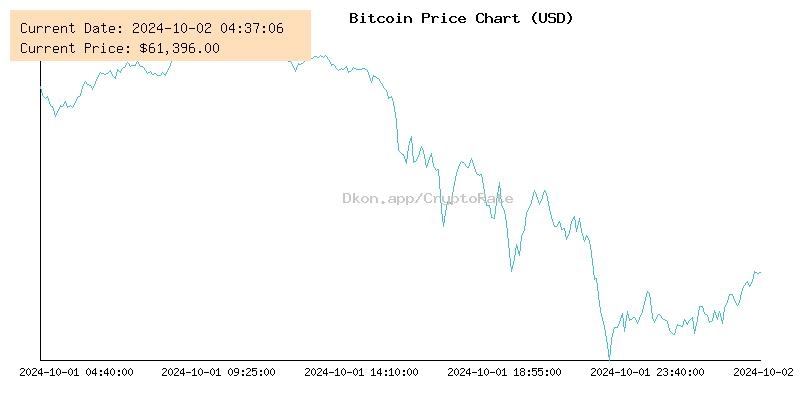 Bitcoin Price Chart (USD)
Current Date: 2024-10-02 04:37:06
Current Price: $61,396.00
Dkon.app/CryptoRate
2024-10-01 04:40:00 2024-10-01 09:25:00 2024-10-01 14:10:00 2024-10-01 18:55:00 2024-10-01 23:40:00 2024-10-02